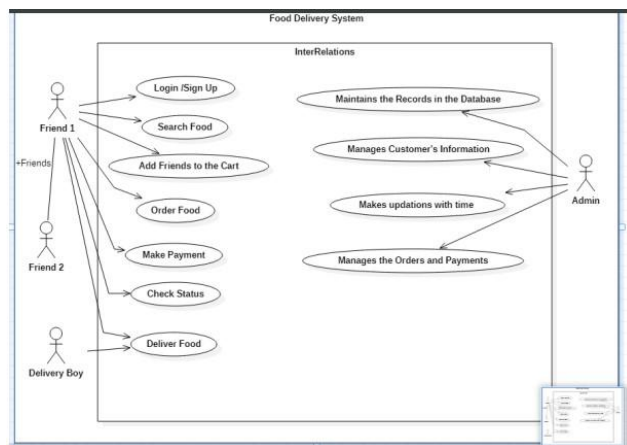 Food Delivery System
InterRelations
Login /Sign Up
Search Food
Add Friends to the Cart
Order Food
Make Payment
Check Status
Deliver Food
Friend 1
+Friends
Friend 2
Delivery Boy
Maintains the Records in the Database
Manages Customer's Information
Makes updations with time
Manages the Orders and Payments
Admin